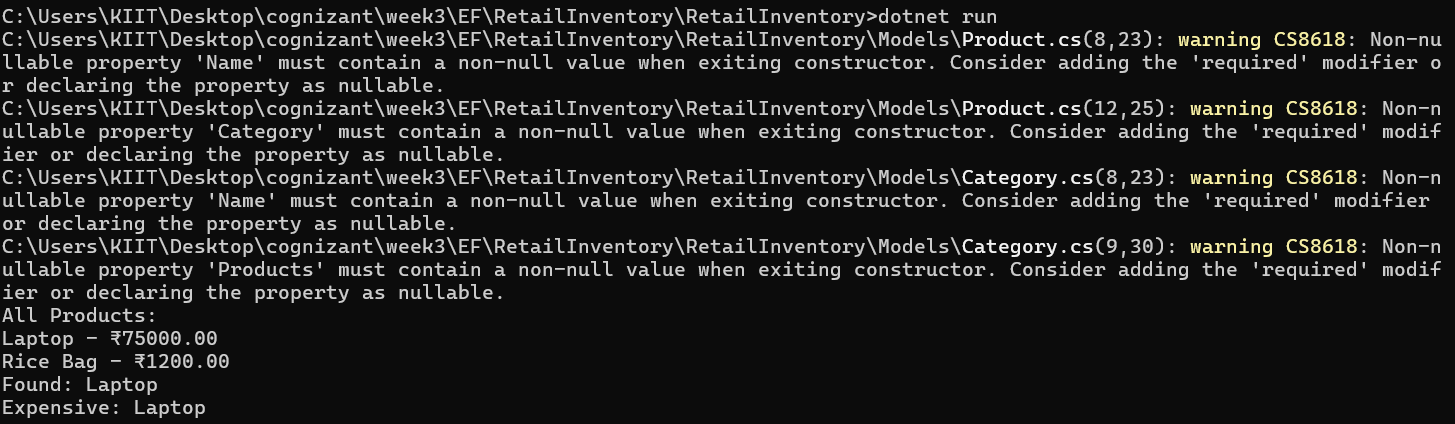 C:\Users\KIIT\Desktop\cognizant\week3\EF\RetailInventory\RetailInventory>dotnet run
C:\Users\KIIT\Desktop\cognizant\week3\EF\RetailInventory\RetailInventory\Models\Product.cs(8,23): warning CS8618: Non-nu
llable property 'Name' must contain a non-null value when exiting constructor. Consider adding the 'required' modifier o
r declaring the property as nullable.
C:\Users\KIIT\Desktop\cognizant\week3\EF\RetailInventory\RetailInventory\Models\Product.cs(12,25): warning CS8618: Non-n
ullable property 'Category' must contain a non-null value when exiting constructor. Consider adding the 'required' modif
ier or declaring the property as nullable.
C:\Users\KIIT\Desktop\cognizant\week3\EF\RetailInventory\RetailInventory\Models\Category.cs(8,23): warning CS8618: Non-n
ullable property 'Name' must contain a non-null value when exiting constructor. Consider adding the 'required' modifier
or declaring the property as nullable.
C:\Users\KIIT\Desktop\cognizant\week3\EF\RetailInventory\RetailInventory\Models\Category.cs(9,30): warning CS8618: Non-n
ullable property 'Products' must contain a non-null value when exiting constructor. Consider adding the 'required' modif
ier or declaring the property as nullable.
All Products:
Laptop - ₹75000.00
Rice Bag - ₹1200.00
Found: Laptop
Expensive: Laptop